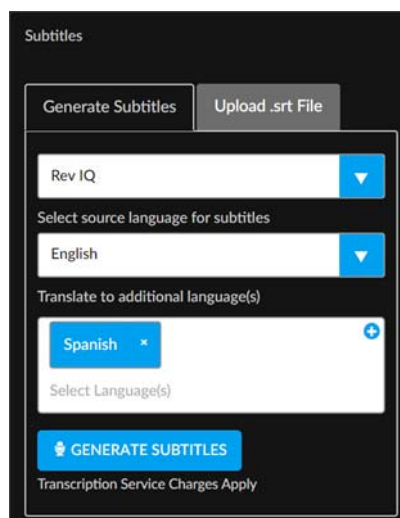 Subtitles
Generate Subtitles
Upload .srt File
Rev IQ
Select source language for subtitles
English
Translate to additional language(s)
Spanish ×
Select Language(s)
GENERATE SUBTITLES
Transcription Service Charges Apply